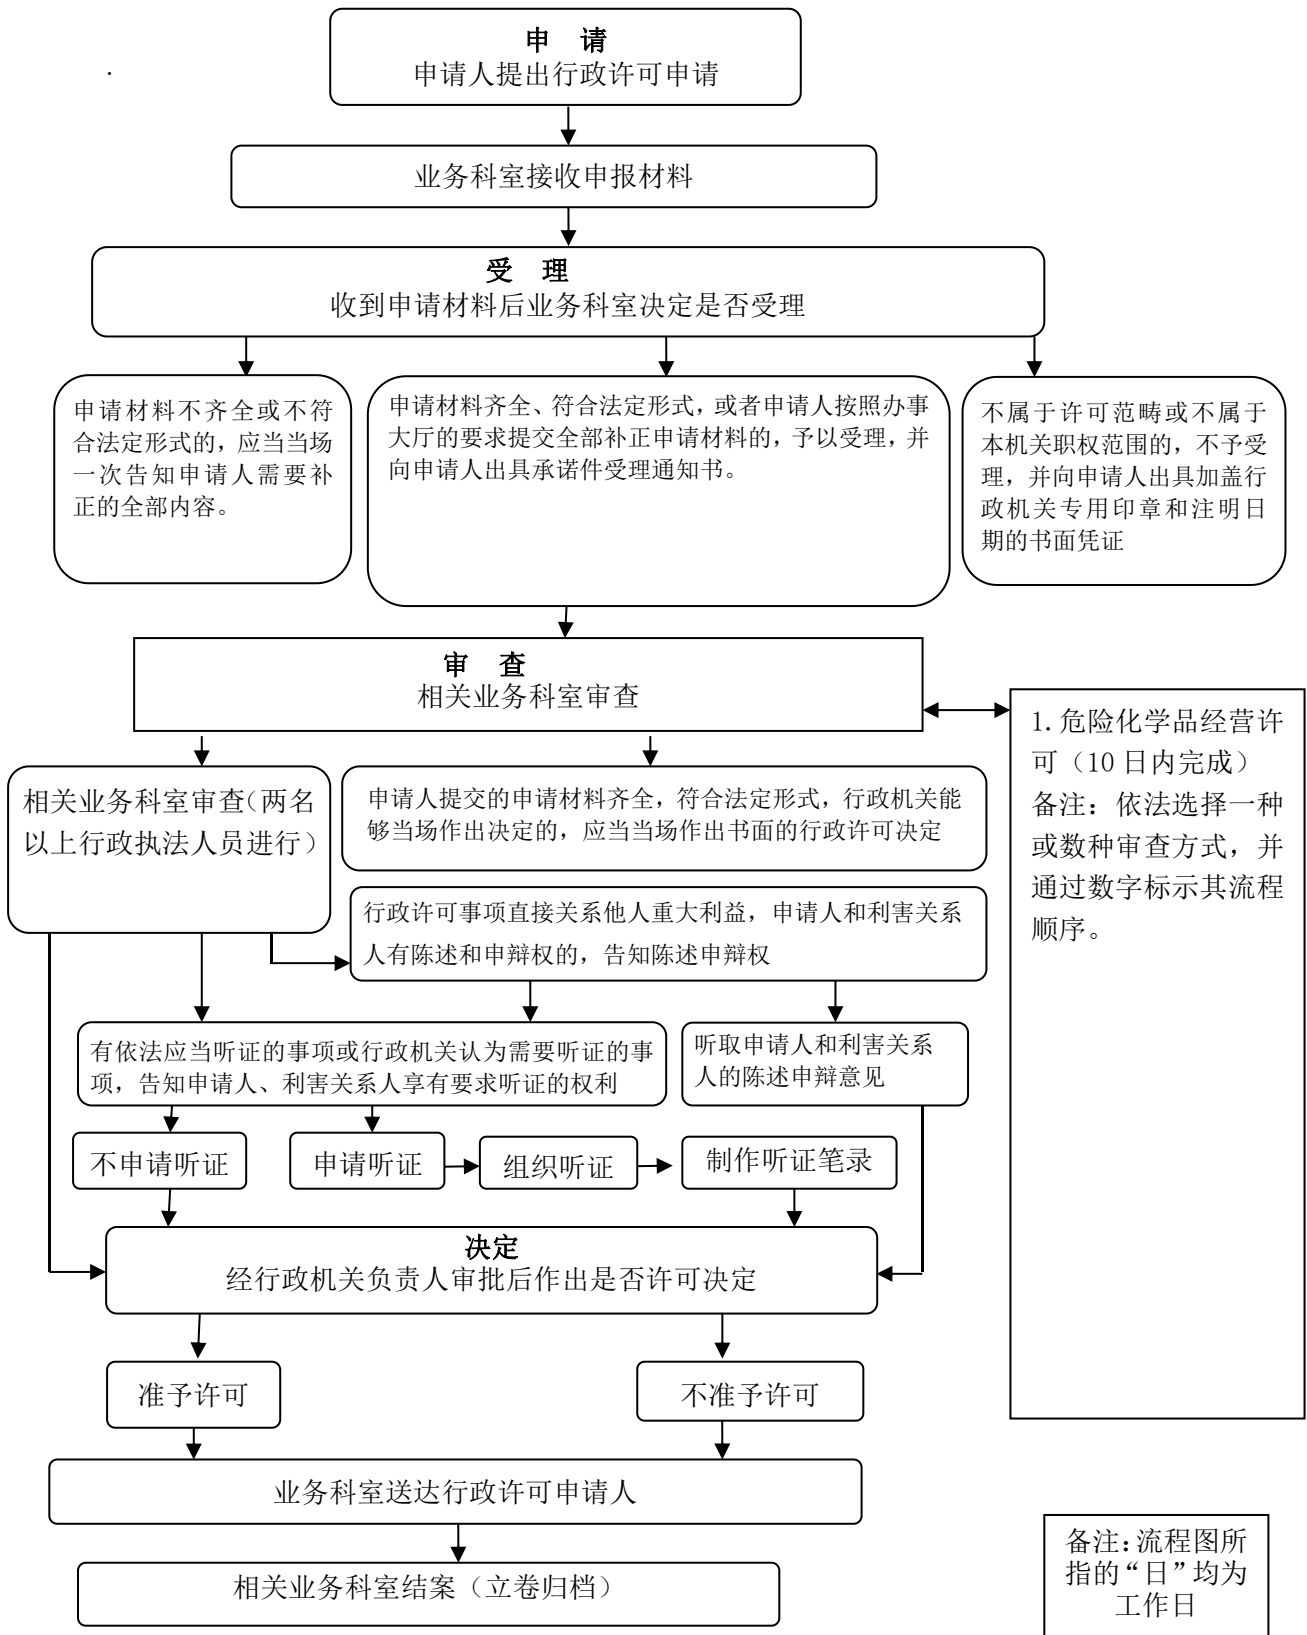 申 请
申请人提出行政许可申请
业务科室接收申报材料
受 理
收到申请材料后业务科室决定是否受理
申请材料不齐全或不符
合法定形式的，应当当场
一次告知申请人需要补
正的全部内容。
申请材料齐全、符合法定形式，或者申请人按照办事
大厅的要求提交全部补正申请材料的，予以受理，并
向申请人出具承诺件受理通知书。
不属于许可范畴或不属于
本机关职权范围的，不予受
理，并向申请人出具加盖行
政机关专用印章和注明日
期的书面凭证
审 查
相关业务科室审查
1.危险化学品经营许
可（10日内完成）
备注：依法选择一种
或数种审查方式，并
通过数字标示其流程
顺序。
相关业务科室审查（两名
以上行政执法人员进行）
申请人提交的申请材料齐全，符合法定形式，行政机关能
够当场作出决定的，应当当场作出书面的行政许可决定
行政许可事项直接关系他人重大利益，申请人和利害关系
人有陈述和申辩权的，告知陈述申辩权
有依法应当听证的事项或行政机关认为需要听证的事
项，告知申请人、利害关系人享有要求听证的权利
听取申请人和利害关系
人的陈述申辩意见
不申请听证
申请听证
组织听证
制作听证笔录
决定
经行政机关负责人审批后作出是否许可决定
准予许可
不准予许可
业务科室送达行政许可申请人
相关业务科室结案（立卷归档）
备注：流程图所
指的“日”均为
工作日